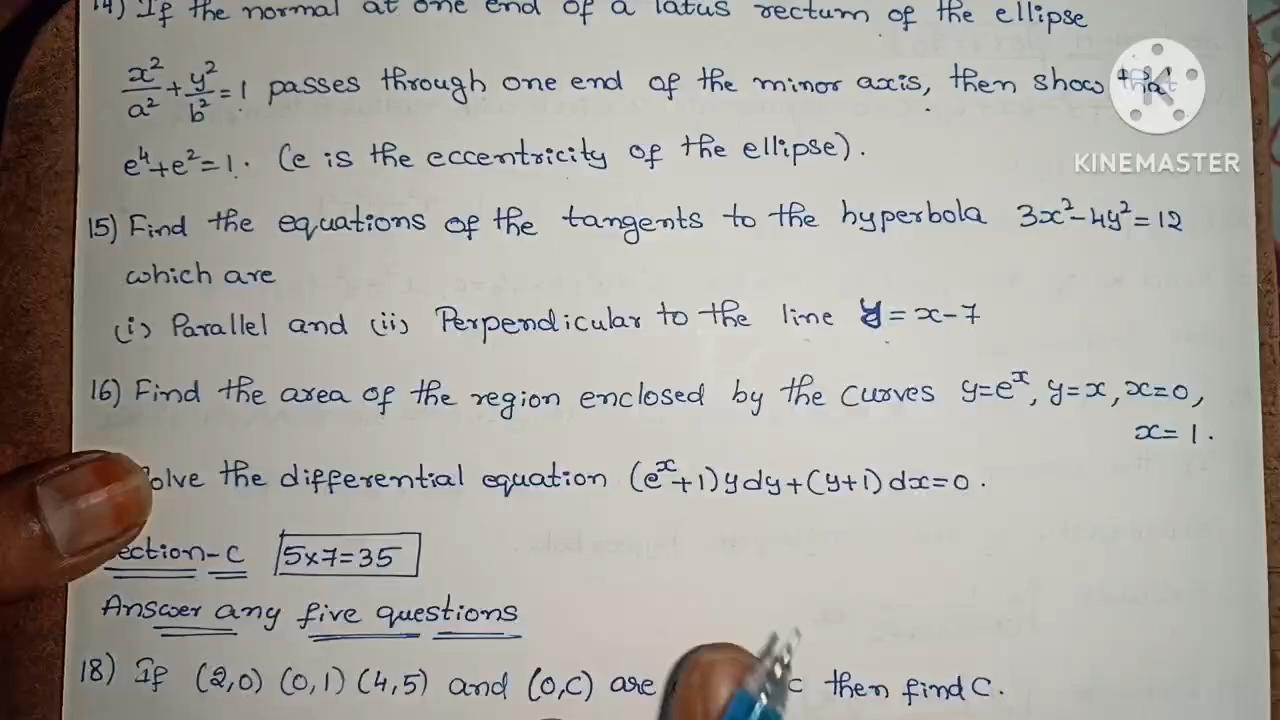 14) If the normal at one end of a latus rectum of the ellipse
x²/a² + y²/b² = 1 passes through one end of the minor axis, then show that
e⁴+e²=1. (e is the eccentricity of the ellipse).
KINEMASTER
15) Find the equations of the tangents to the hyperbola 3x²-4y²=12
which are
(i) Parallel and (ii) Perpendicular to the line y=x-7
16) Find the area of the region enclosed by the curves y=eˣ, y=x, x=0,
x=1.
olve the differential equation (eˣ+1)ydy+(y+1)dx=0.
ection-C 5x7=35
Answer any five questions
18) If (2,0) (0,1) (4,5) and (0,C) are c then find C.